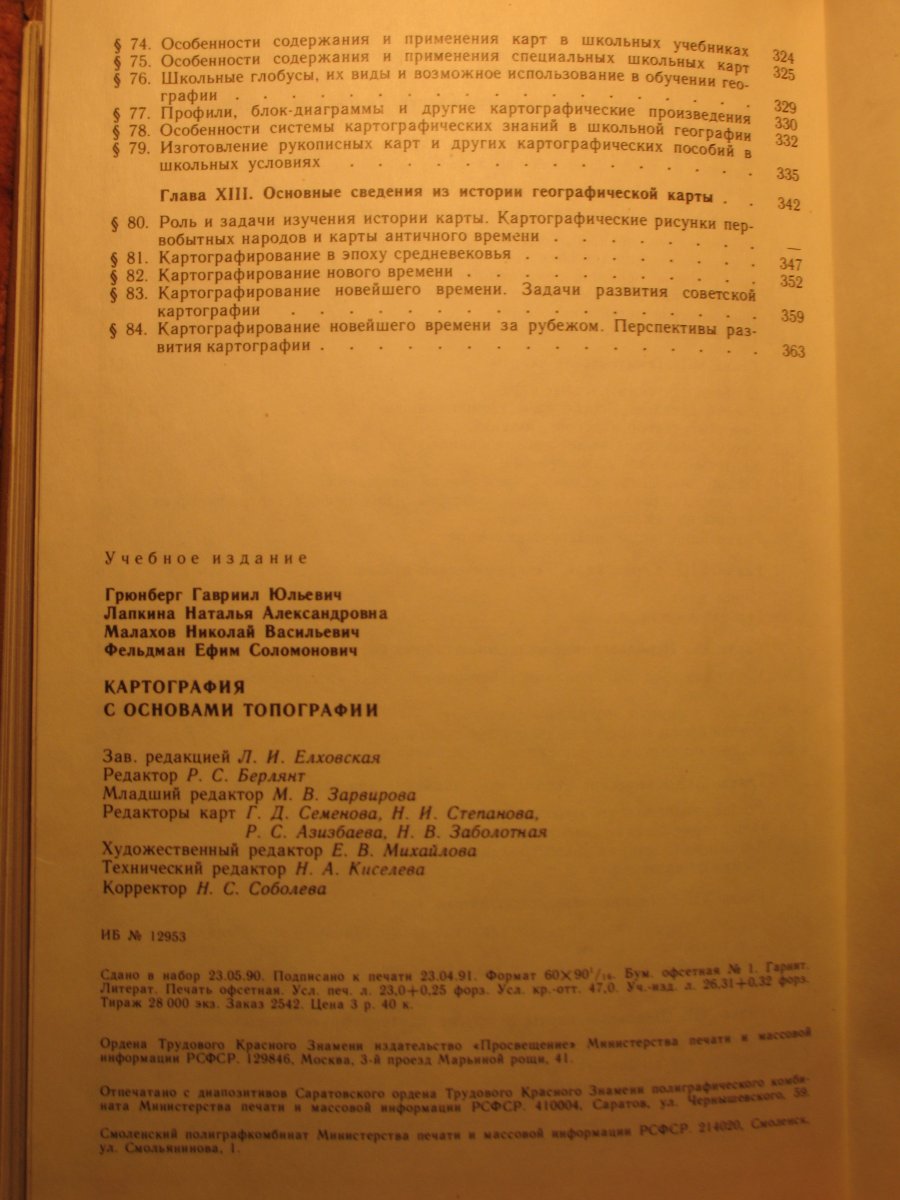 § 74. Особенности содержания и применения карт в школьных учебниках 324
§ 75. Особенности содержания и применения специальных школьных карт 325
§ 76. Школьные глобусы, их виды и возможное использование в обучении гео-
графии . . . . . . . . . . . . . . . . 329
§ 77. Профили, блок-диаграммы и другие картографические произведения 330
§ 78. Особенности системы картографических знаний в школьной географии 332
§ 79. Изготовление рукописных карт и других картографических пособий в
школьных условиях . . . . . . . . . . . . . 335
Глава XIII. Основные сведения из истории географической карты . . 342
§ 80. Роль и задачи изучения истории карты. Картографические рисунки пер-
вобытных народов и карты античного времени . . . . . . . —
§ 81. Картографирование в эпоху средневековья . . . . . . . . . 347
§ 82. Картографирование нового времени . . . . . . . . . . 352
§ 83. Картографирование новейшего времени. Задачи развития советской
картографии . . . . . . . . . . . . . . . 359
§ 84. Картографирование новейшего времени за рубежом. Перспективы раз-
вития картографии . . . . . . . . . . . . . . . 363
Учебное издание
Грюнберг Гавриил Юльевич
Лапкина Наталья Александровна
Малахов Николай Васильевич
Фельдман Ефим Соломонович
КАРТОГРАФИЯ
С ОСНОВАМИ ТОПОГРАФИИ
Зав. редакцией Л. И. Елховская
Редактор Р. С. Берлянт
Младший редактор М. В. Зарвирова
Редакторы карт Г. Д. Семенова, Н. И. Степанова,
Р. С. Азизбаева, Н. В. Заболотная
Художественный редактор Е. В. Михайлова
Технический редактор Н. А. Киселева
Корректор Н. С. Соболева
ИБ № 12953
Сдано в набор 23.05.90. Подписано к печати 23.04.91. Формат 60×90¹/₁₆. Бум. офсетная № 1. Гарнит.
Литерат. Печать офсетная. Усл. печ. л. 23,0+0,25 форз. Усл. кр.-отт. 47,0. Уч.-изд. л. 26,31+0,32 форз.
Тираж 28 000 экз. Заказ 2542. Цена 3 р. 40 к.
Ордена Трудового Красного Знамени издательство «Просвещение» Министерства печати и массовой
информации РСФСР. 129846, Москва, 3-й проезд Марьиной рощи, 41.
Отпечатано с диапозитивов Саратовского ордена Трудового Красного Знамени полиграфического комби-
ната Министерства печати и массовой информации РСФСР. 410004, Саратов, ул. Чернышевского, 59.
Смоленский полиграфкомбинат Министерства печати и массовой информации РСФСР. 214020, Смоленск,
ул. Смольянинова, 1.